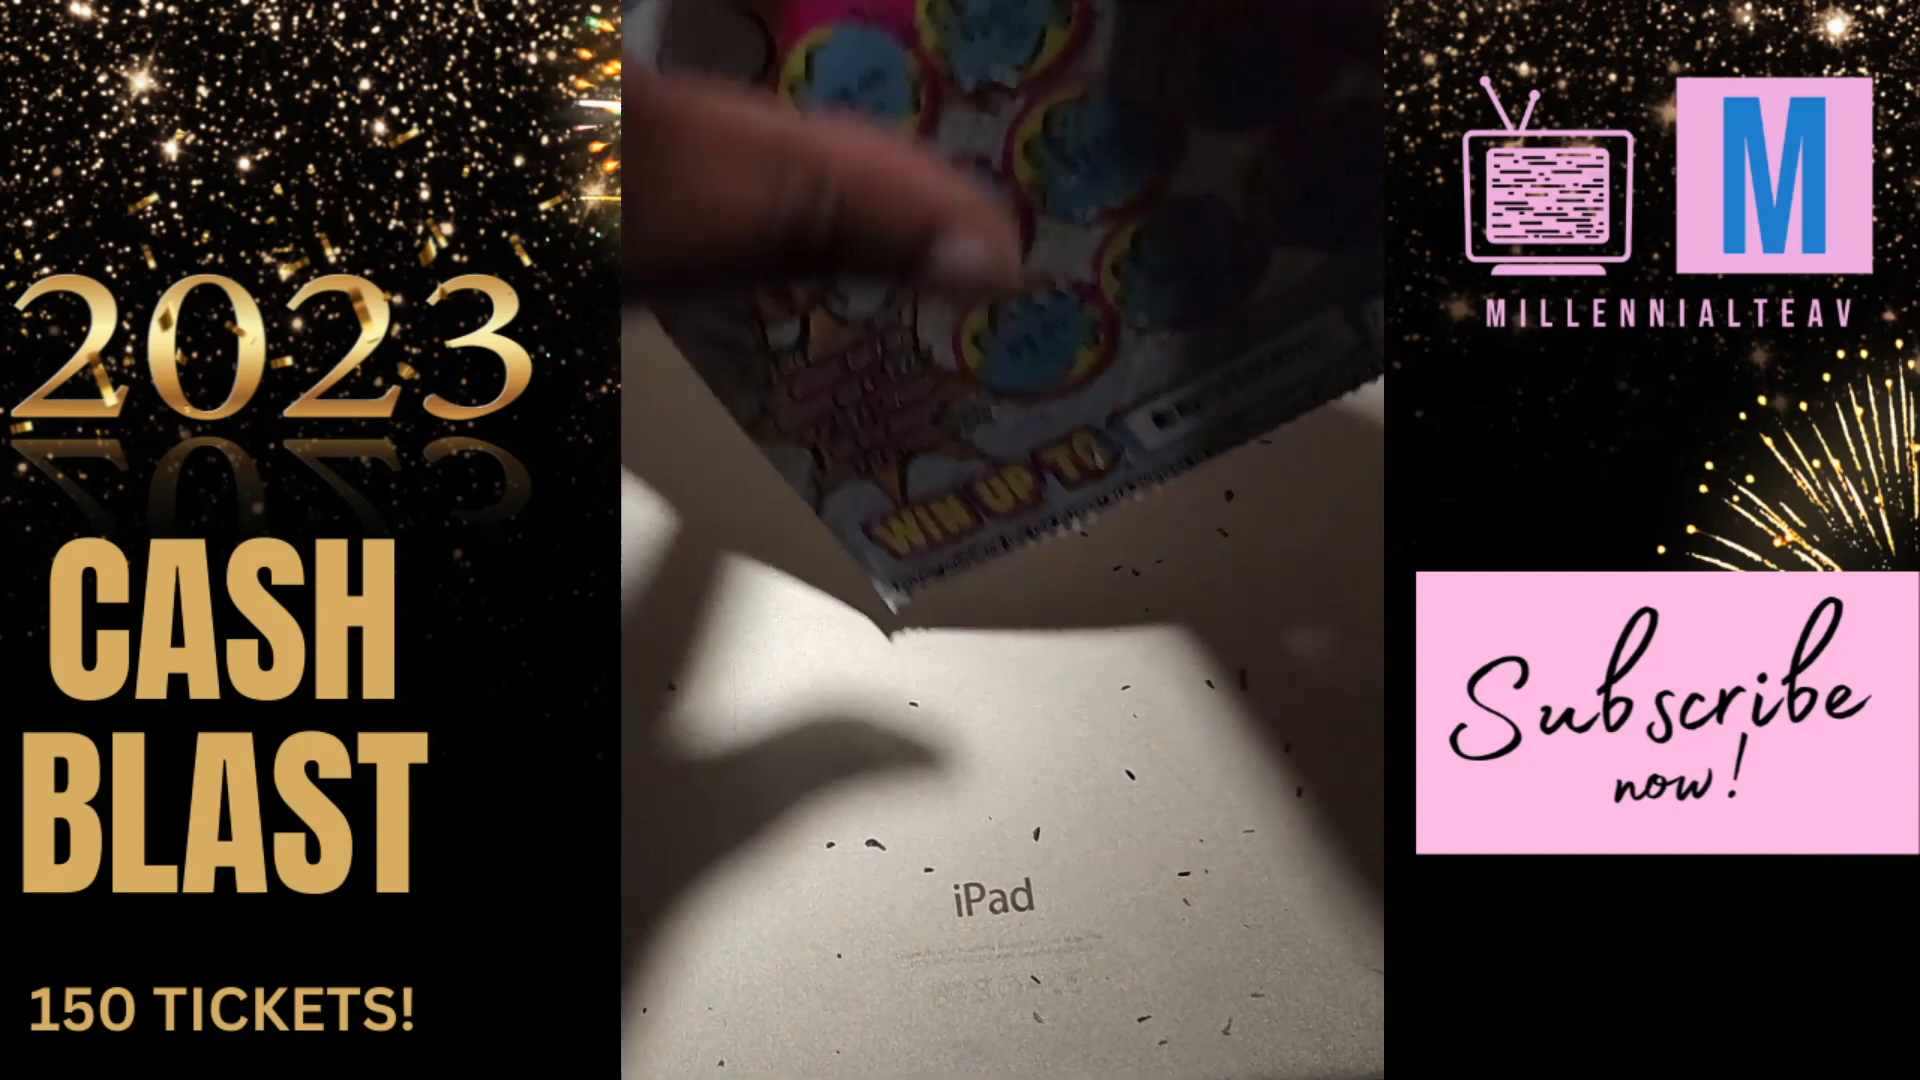 2023
CASH
BLAST
150 TICKETS!
WIN UP TO
iPad
M
MILLENNIALTEAV
Subscribe
now!